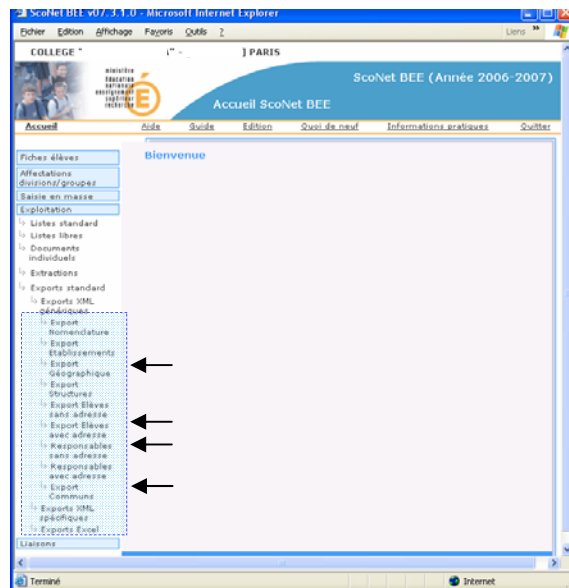 ScoNet BEE v07.3.1.0 - Microsoft Internet Explorer
Fichier Edition Affichage Favoris Outils ? Liens
COLLEGE " " - ] PARIS
ministère
éducation
nationale
enseignement
supérieur
recherche
ScoNet BEE (Année 2006-2007)
Accueil ScoNet BEE
Accueil Aide Guide Edition Quoi de neuf Informations pratiques Quitter
Bienvenue
Fiches élèves
Affectations
divisions/groupes
Saisie en masse
Exploitation
Listes standard
Listes libres
Documents
individuels
Extractions
Exports standard
Exports XML
génériques
Export
Nomenclature
Export
Etablissements
Export
Géographique
Export
Structures
Export Elèves
sans adresse
Export Elèves
avec adresse
Responsables
sans adresse
Responsables
avec adresse
Export
Communs
Exports XML
spécifiques
Exports Excel
Liaisons
Terminé Internet